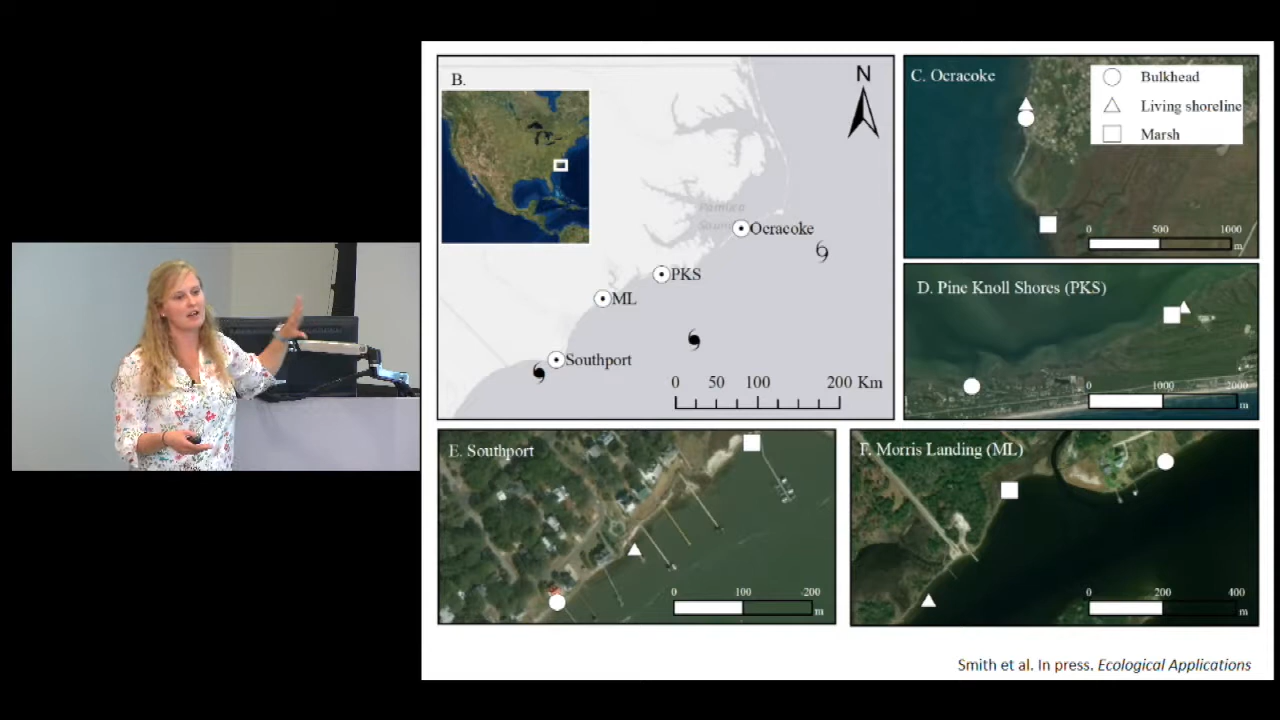 B.
N
Pamlico
Sound
Ocracoke
PKS
ML
Southport
0 50 100 200 Km
C. Ocracoke
Bulkhead
Living shoreline
Marsh
0 500 1000
m
D. Pine Knoll Shores (PKS)
0 1000 2000
m
E. Southport
0 100 200
m
F. Morris Landing (ML)
0 200 400
m
Smith et al. In press. Ecological Applications